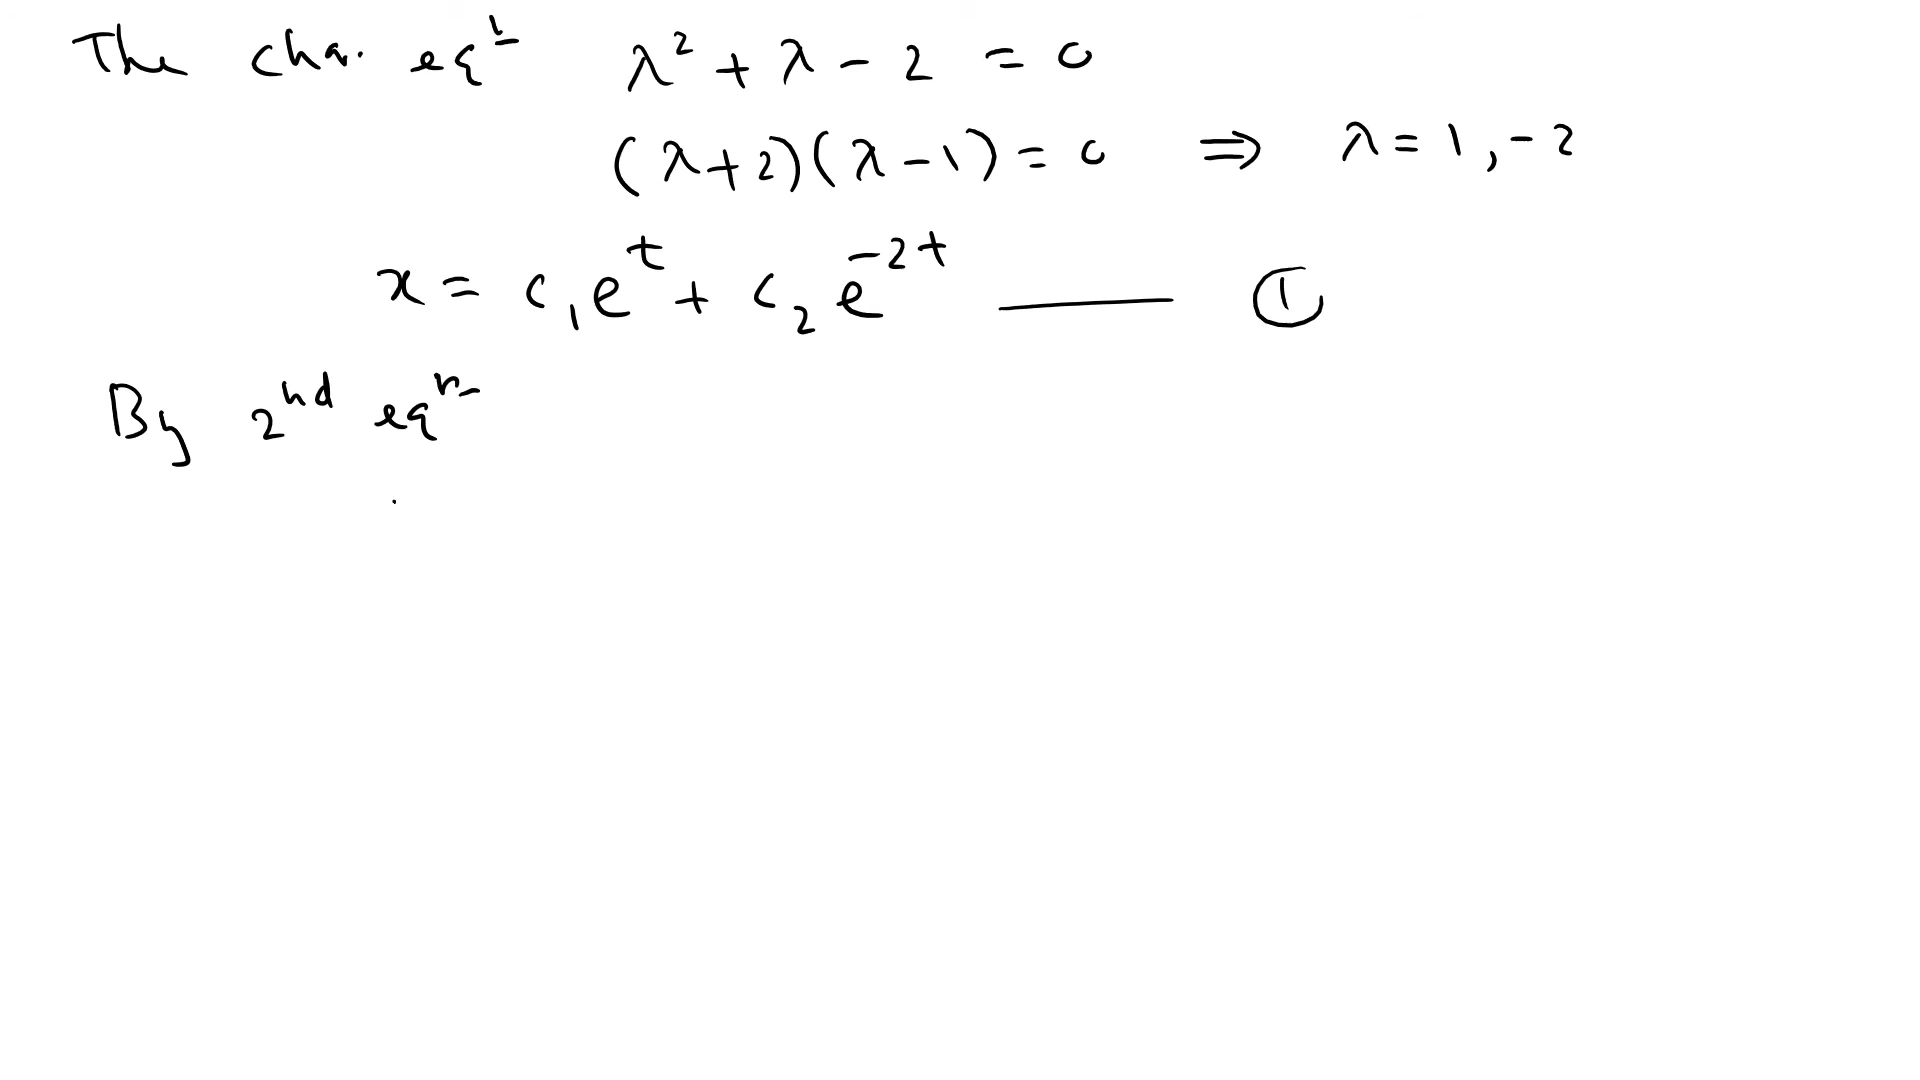 The cha. eqⁿ λ² + λ - 2 = 0
(λ+2)(λ-1) = 0 ⇒ λ = 1, -2
x = c₁eᵗ + c₂e⁻²ᵗ ——— ①
By 2ⁿᵈ eqⁿ